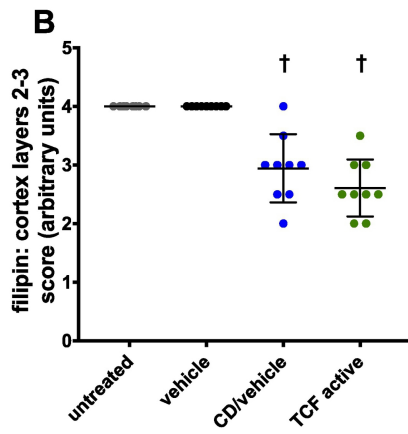 B
filipin: cortex layers 2-3
score (arbitrary units)
5
4
3
2
1
0
† †
untreated
vehicle
CD/vehicle
TCF active